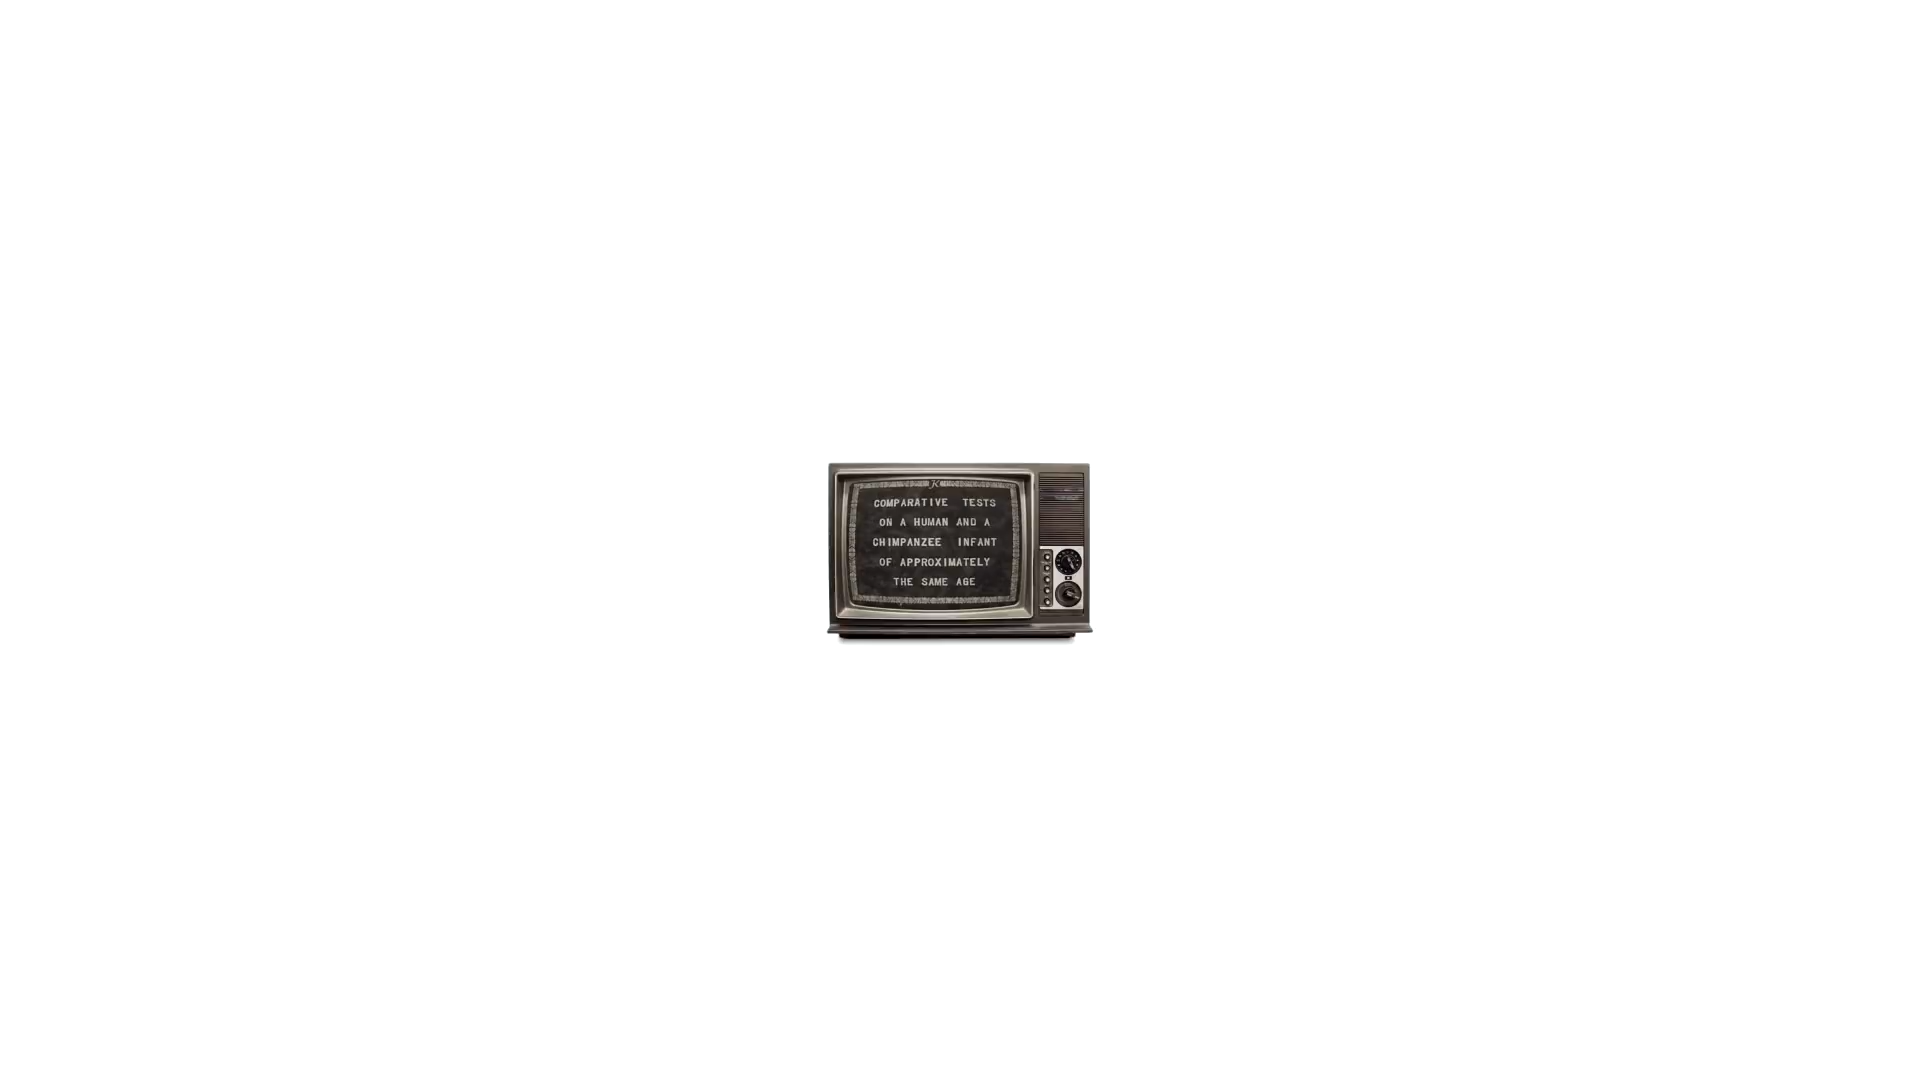 COMPARATIVE TESTS
ON A HUMAN AND A
CHIMPANZEE INFANT
OF APPROXIMATELY
THE SAME AGE